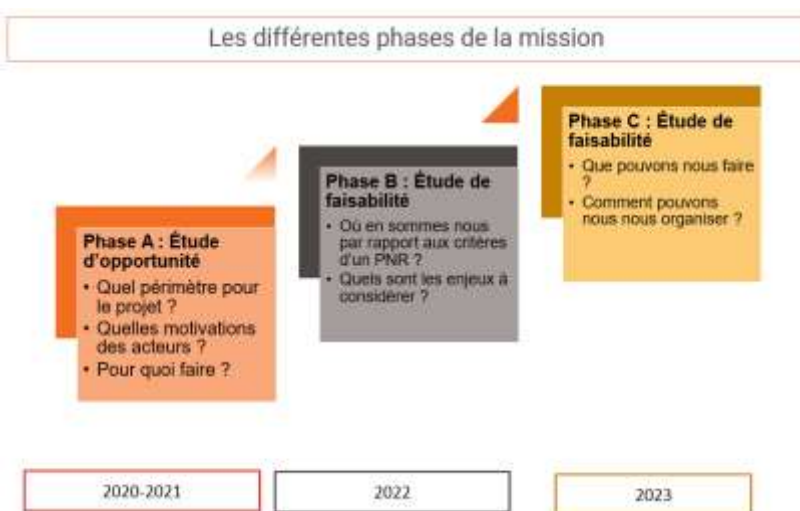 Les différentes phases de la mission
Phase A : Étude
d'opportunité
• Quel périmètre pour
le projet ?
• Quelles motivations
des acteurs ?
• Pour quoi faire ?
Phase B : Étude de
faisabilité
• Où en sommes nous
par rapport aux critères
d'un PNR ?
• Quels sont les enjeux à
considérer ?
Phase C : Étude de
faisabilité
• Que pouvons nous faire
?
• Comment pouvons
nous nous organiser ?
2020-2021
2022
2023